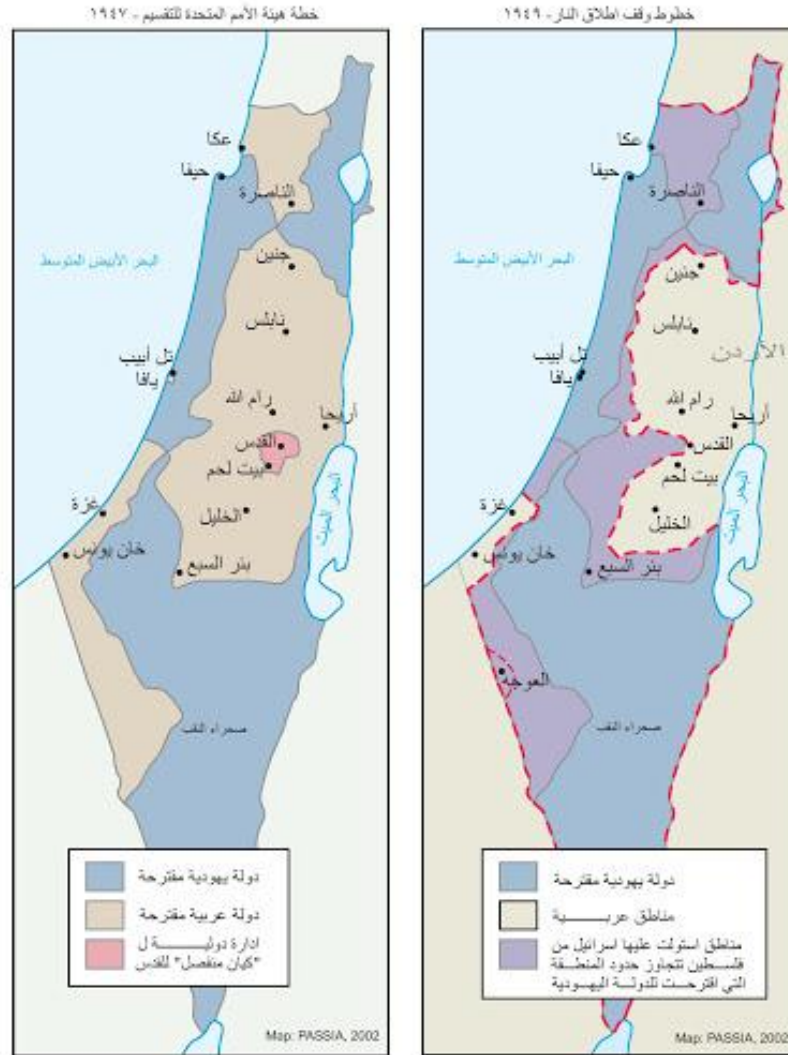 خطة هيئة الأمم المتحدة للتقسيم - ١٩٤٧
عكا
حيفا
الناصرة
البحر الأبيض المتوسط
جنين
نابلس
تل أبيب
يافا
رام الله
أريحا
القدس
بيت لحم
غزة
الخليل
البحر الميت
خان يونس
بئر السبع
صحراء النقب
دولة يهودية مقترحة
دولة عربية مقترحة
ادارة دولية ل
"كيان منفصل" للقدس
Map: PASSIA, 2002
خطوط وقف اطلاق النار - ١٩٤٩
عكا
حيفا
الناصرة
البحر الأبيض المتوسط
جنين
نابلس
الأردن
تل أبيب
يافا
رام الله
أريحا
القدس
بيت لحم
غزة
الخليل
البحر الميت
خان يونس
بئر السبع
العوجة
صحراء النقب
دولة يهودية مقترحة
مناطق عربية
مناطق استولت عليها اسرائيل من
فلسطين تتجاوز حدود المنطقة
التي اقترحت للدولة اليهودية
Map: PASSIA, 2002